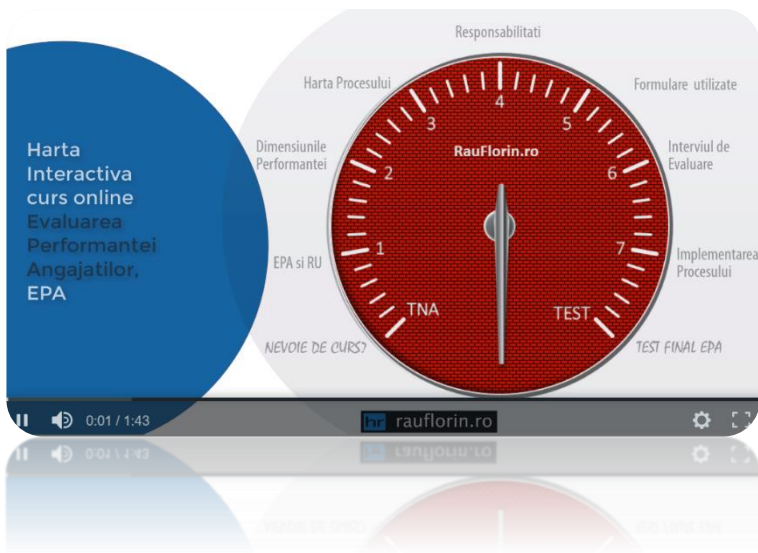 Harta
Interactiva
curs online
Evaluarea
Performantei
Angajatilor,
EPA
Responsabilitati
Harta Procesului
Formulare utilizate
Dimensiunile
Performantei
Interviul de
Evaluare
EPA si RU
Implementarea
Procesului
NEVOIE DE CURS?
TEST FINAL EPA
RauFlorin.ro
TNA
1
2
3
4
5
6
7
TEST
0:01 / 1:43
hr rauflorin.ro